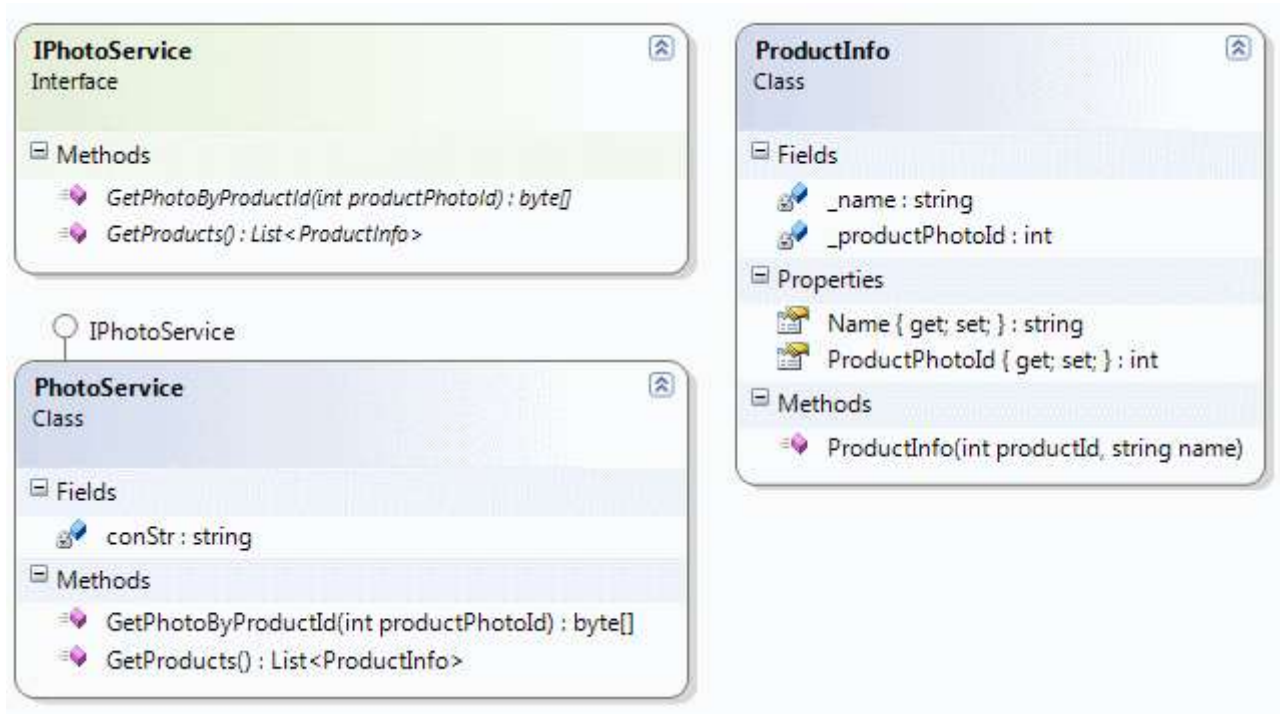 IPhotoService
Interface
Methods
GetPhotoByProductId(int productPhotoId) : byte[]
GetProducts() : List<ProductInfo>
IPhotoService
PhotoService
Class
Fields
conStr : string
Methods
GetPhotoByProductId(int productPhotoId) : byte[]
GetProducts() : List<ProductInfo>
ProductInfo
Class
Fields
_name : string
_productPhotoId : int
Properties
Name { get; set; } : string
ProductPhotoId { get; set; } : int
Methods
ProductInfo(int productId, string name)